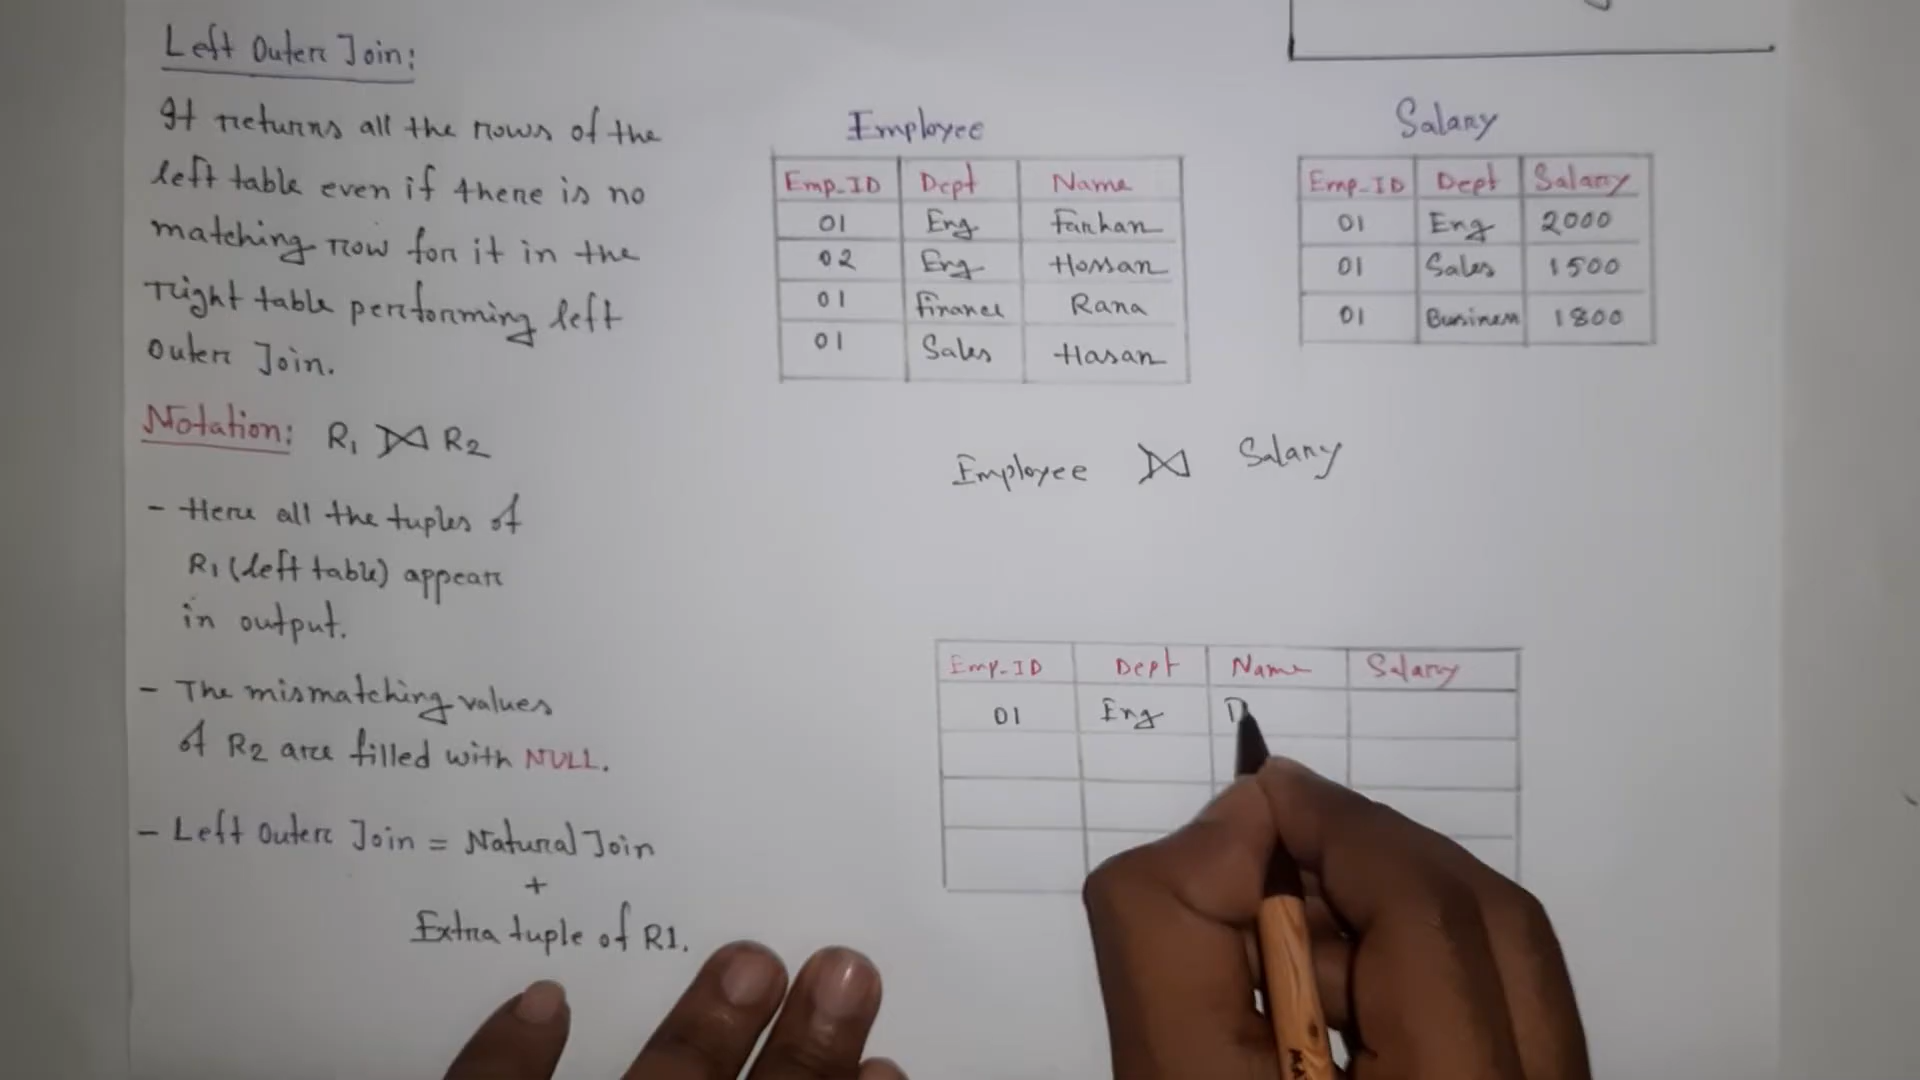 Left Outer Join:
It returns all the rows of the
left table even if there is no
matching row for it in the
right table performing left
outer Join.
Notation: R1 ⟕ R2
- Here all the tuples of
R1 (left table) appear
in output.
- The mismatching values
of R2 are filled with NULL.
- Left Outer Join = Natural Join
+
Extra tuple of R1.
Employee
Emp_ID Dept Name
01 Eng Farhan
02 Eng Hossan
01 finance Rana
01 Sales Hasan
Salary
Emp_ID Dept Salary
01 Eng 2000
01 Sales 1500
01 Business 1800
Employee ⟕ Salary
Emp_ID Dept Name Salary
01 Eng